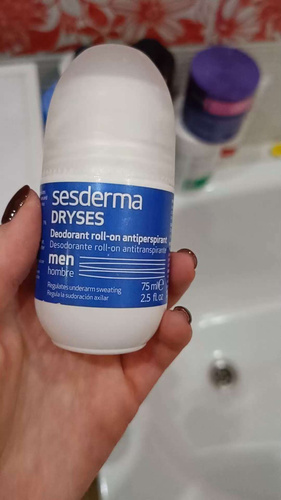 sesderma
DRYSES
Deodorant roll-on antiperspirant
Desodorante roll-on antitranspirante
men
hombre
Regulates underarm sweating
Regula la sudoración axilar
75 ml ℮
2.5 fl. oz